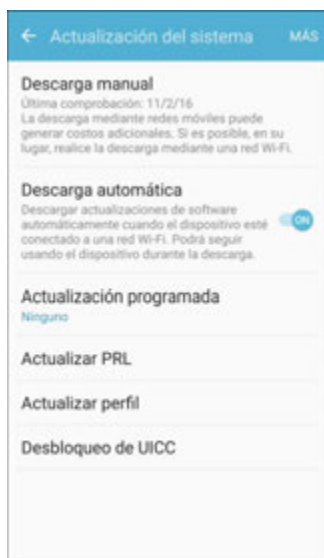 Actualización del sistema MÁS
Descarga manual
Última comprobación: 11/2/16
La descarga mediante redes móviles puede
generar costos adicionales. Si es posible, en su
lugar, realice la descarga mediante una red Wi-Fi.
Descarga automática
Descargar actualizaciones de software
automáticamente cuando el dispositivo esté
conectado a una red Wi-Fi. Podrá seguir
usando el dispositivo durante la descarga.
ON
Actualización programada
Ninguno
Actualizar PRL
Actualizar perfil
Desbloqueo de UICC